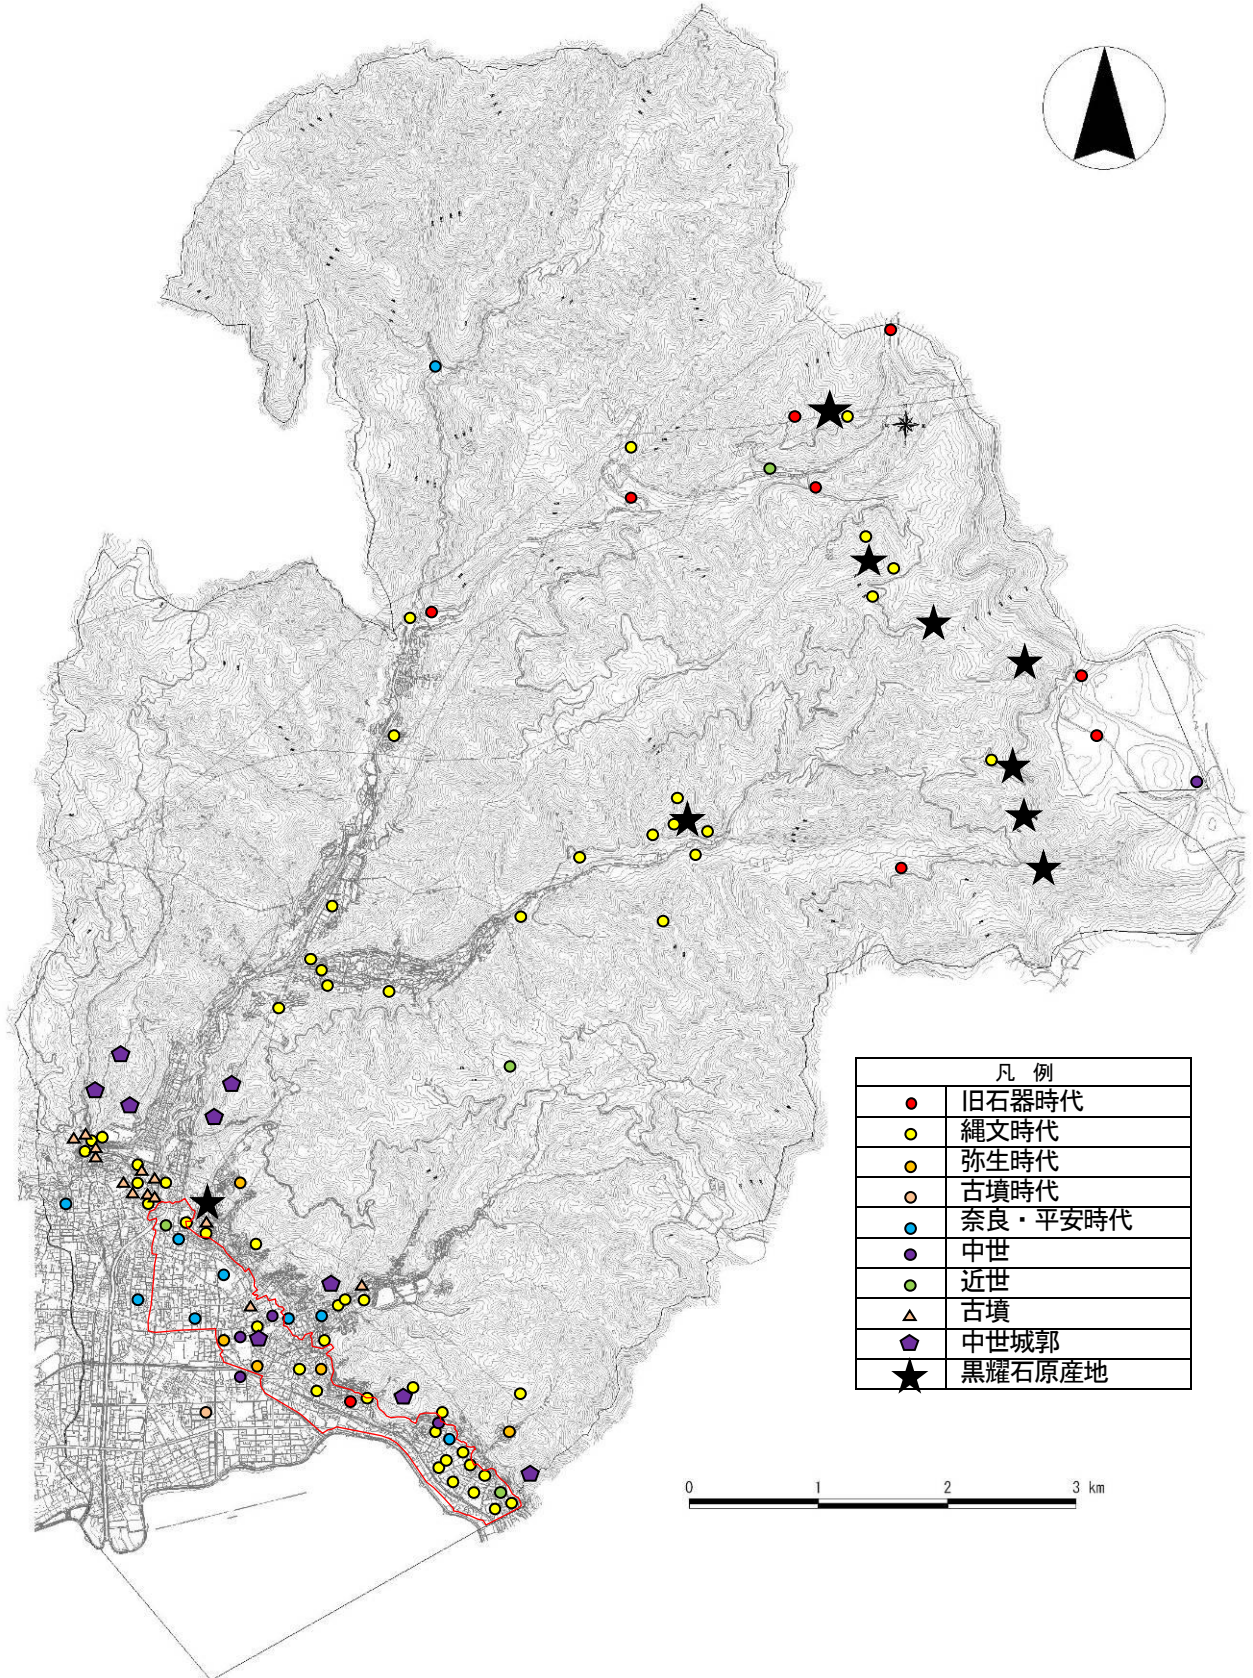 凡 例
旧石器時代
縄文時代
弥生時代
古墳時代
奈良・平安時代
中世
近世
古墳
中世城郭
黒耀石原産地
0 1 2 3 km